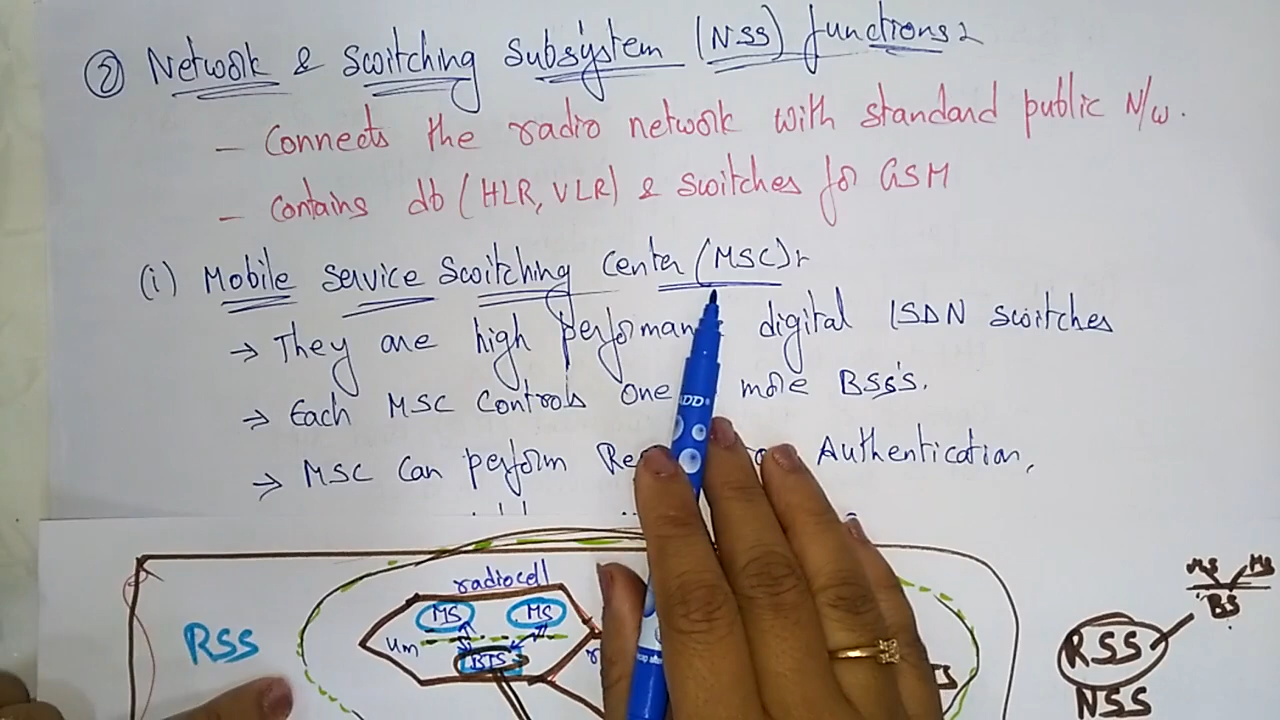 ② Network & Switching Subsystem (NSS) functions:
- Connects the radio network with standard public N/w.
- Contains db (HLR, VLR) & switches for GSM
(i) Mobile Service Switching Center (MSC):
→ They are high digital ISDN switches
→ Each MSC Controls one more BSS's.
→ MSC Can perform Authentication,
radiocell
MS MS
Um
BTS
RSS
MS MS
BS
RSS
NSS